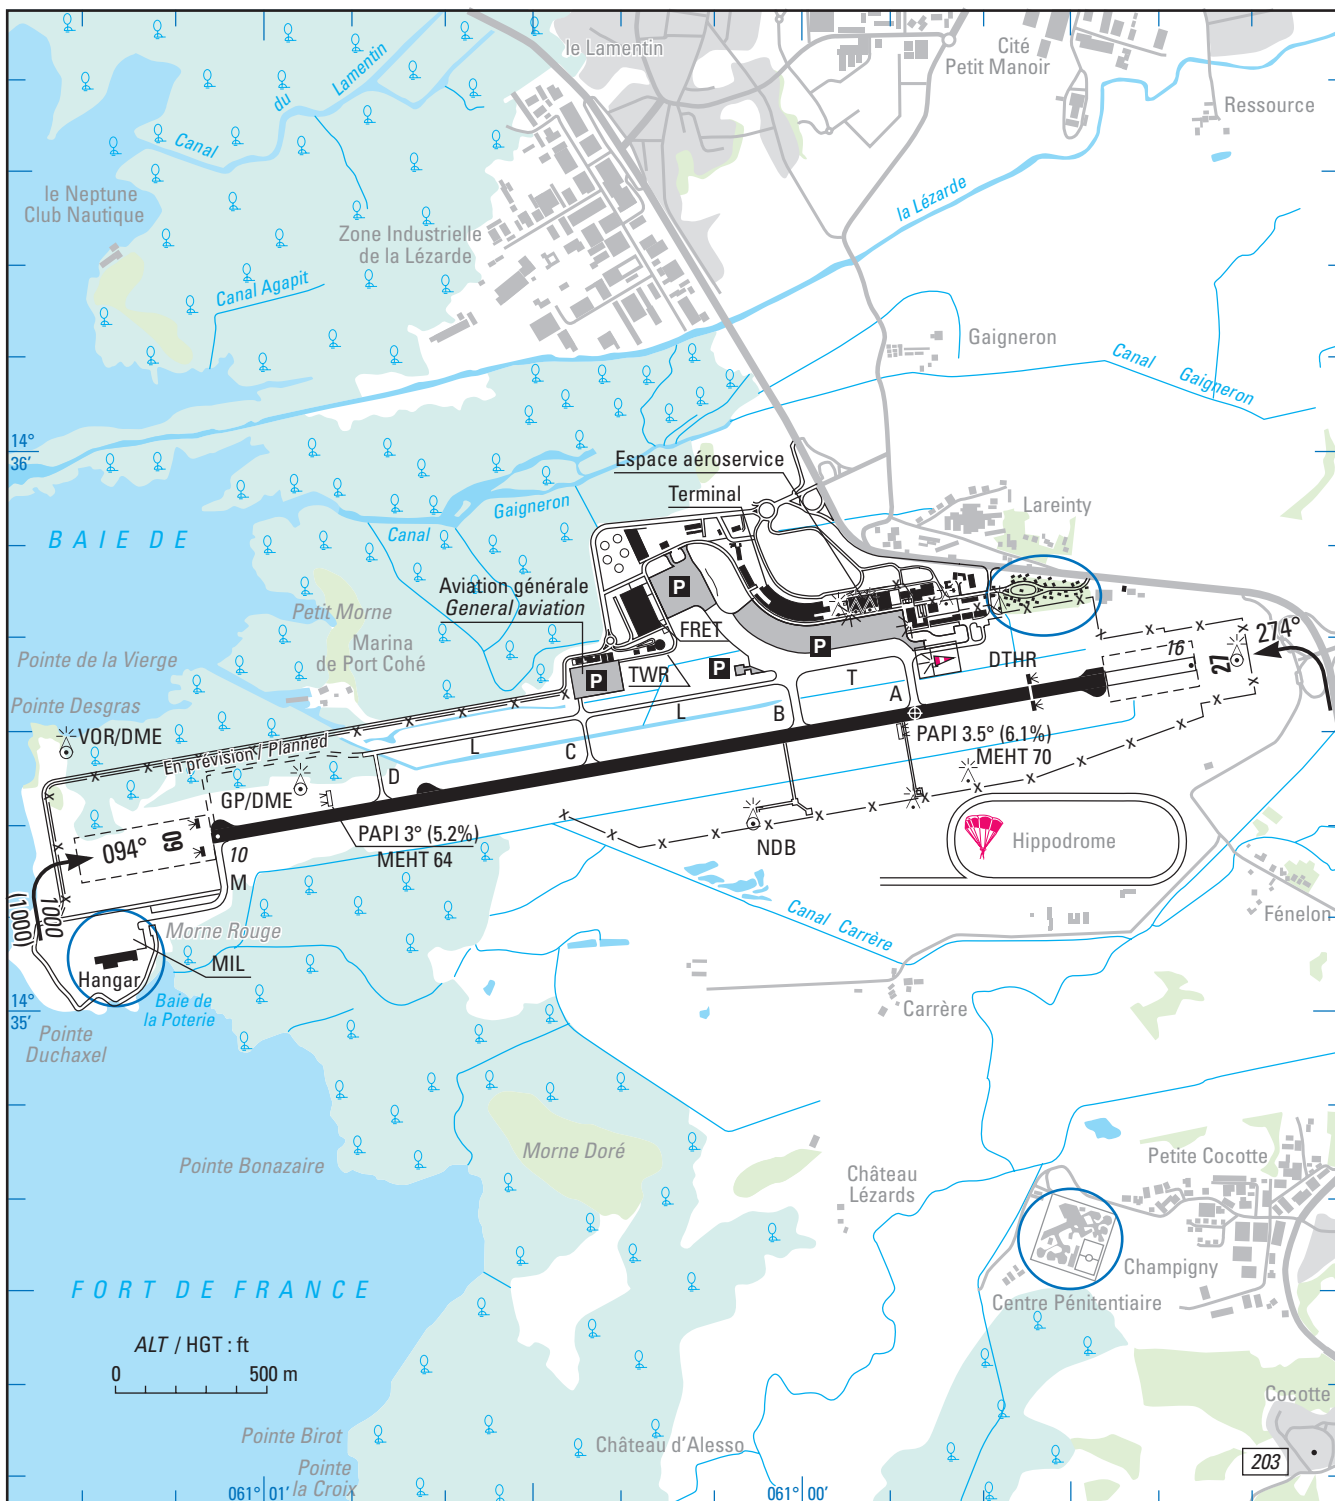 le Lamentin
Cité
Petit Manoir
Ressource
Canal
du
Lamentin
le Neptune
Club Nautique
Zone Industrielle
de la Lézarde
la Lézarde
Canal Agapit
Gaigneron
Canal
Gaigneron
14°
36'
Espace aéroservice
Terminal
Lareinty
Gaigneron
Canal
BAIE DE
Aviation générale
General aviation
P
Petit Morne
Marina
de Port Cohé
FRET
Pointe de la Vierge
TWR
P
P
P
DTHR
16
27
274°
Pointe Desgras
VOR/DME
En prévision / Planned
L
L
T
A
B
C
D
PAPI 3.5° (6.1%)
MEHT 70
GP/DME
PAPI 3° (5.2%)
MEHT 64
NDB
Hippodrome
094°
09
10
M
1000
(1000)
Morne Rouge
MIL
Hangar
Canal Carrère
Fénelon
Baie de
la Poterie
Carrère
14°
35'
Pointe
Duchaxel
Morne Doré
Pointe Bonazaire
Petite Cocotte
Château
Lézards
Champigny
Centre Pénitentiaire
FORT DE FRANCE
ALT / HGT : ft
0
500 m
Cocotte
Pointe Birot
Château d'Alesso
Pointe
la Croix
203
061° 01'
061° 00'